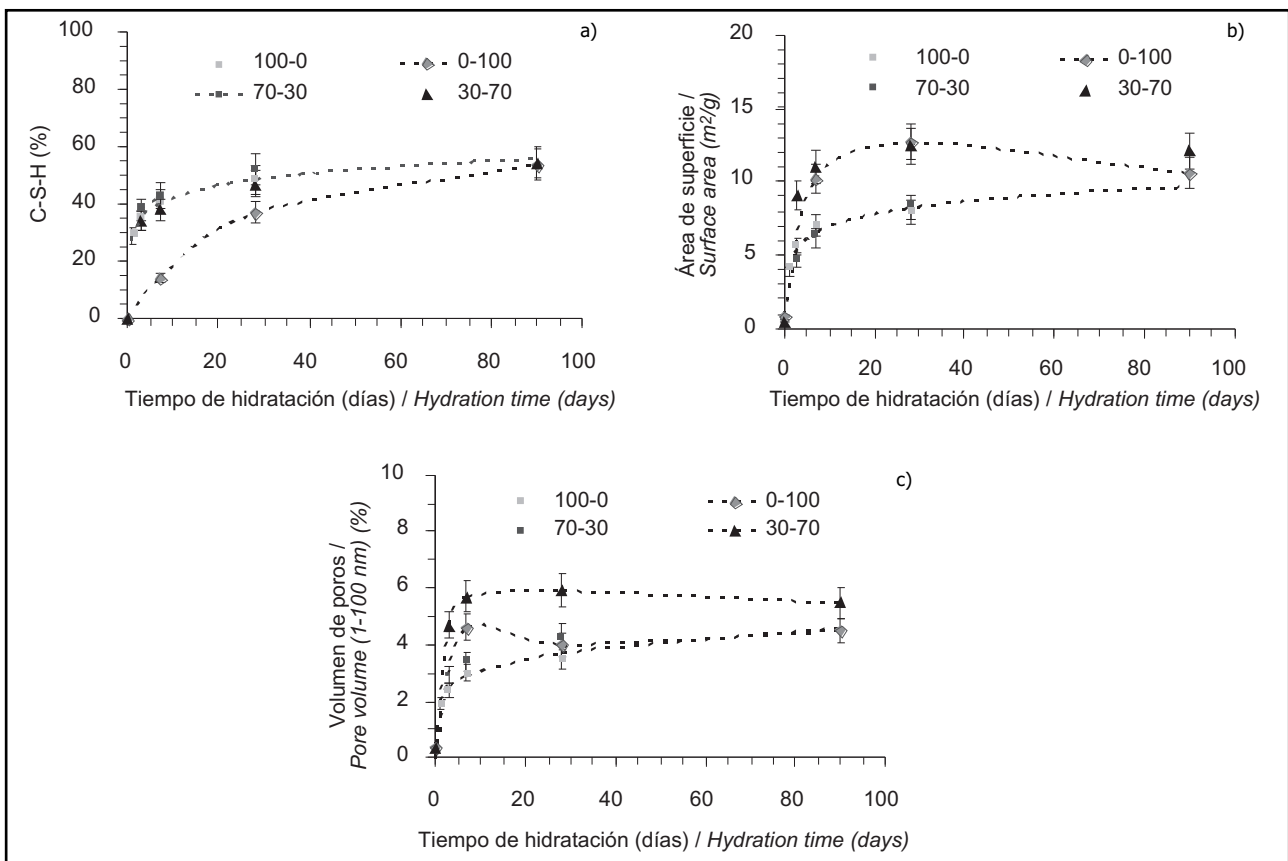 a)
100-0
0-100
70-30
30-70
C-S-H (%)
100
80
60
40
20
0
0 20 40 60 80 100
Tiempo de hidratación (días) / Hydration time (days)
b)
100-0
0-100
70-30
30-70
Área de superficie /
Surface area (m²/g)
20
15
10
5
0
0 20 40 60 80 100
Tiempo de hidratación (días) / Hydration time (days)
c)
100-0
0-100
70-30
30-70
Volumen de poros /
Pore volume (1-100 nm) (%)
10
8
6
4
2
0
0 20 40 60 80 100
Tiempo de hidratación (días) / Hydration time (days)